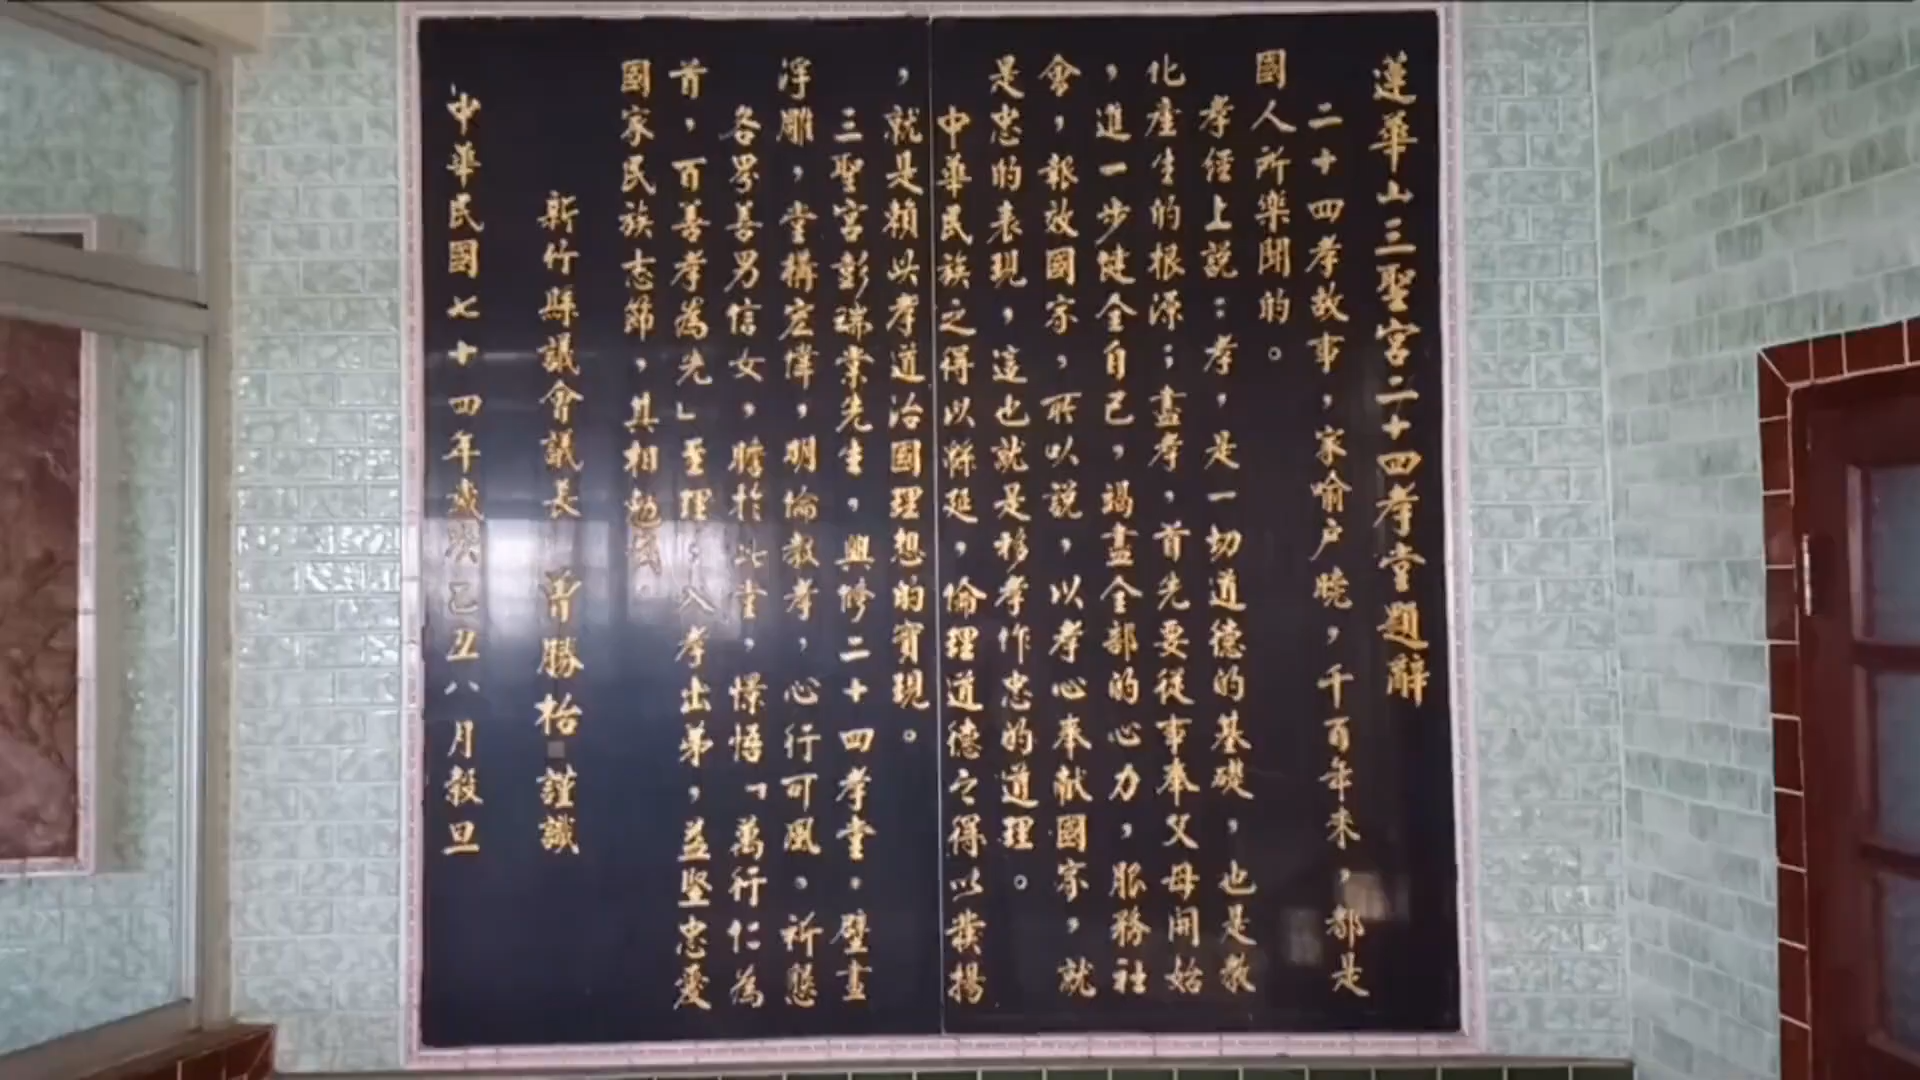 蓮華山三聖宮二十四孝堂題辭
二十四孝故事，家喻户曉，千百年來，都是
國人所樂聞的。
孝經上説：孝，是一切道德的基礎，也是教
化產生的根源；盡孝，首先要從事奉父母開始
，進一步健全自己，竭盡全部的心力，服務社
會，報效國家，所以説，以孝心奉献國家，就
是忠的表現，這也就是移孝作忠的道理。
中華民族之得以緜延，倫理道德之得以發揚
，就是賴以孝道治國理想的實現。
三聖宮彭瑞業先生，興修二十四孝堂，壁畫
浮雕，堂構宏偉，明倫教孝，心行可風。祈懇
各界善男信女，瞻於此堂，憬悟「萬行仁為
首，百善孝為先」至理；入孝出弟，益堅忠愛
國家民族志節，其相勉
新竹縣議會議長 勝枱謹識
中華民國七十四年歲 乙丑八月穀旦